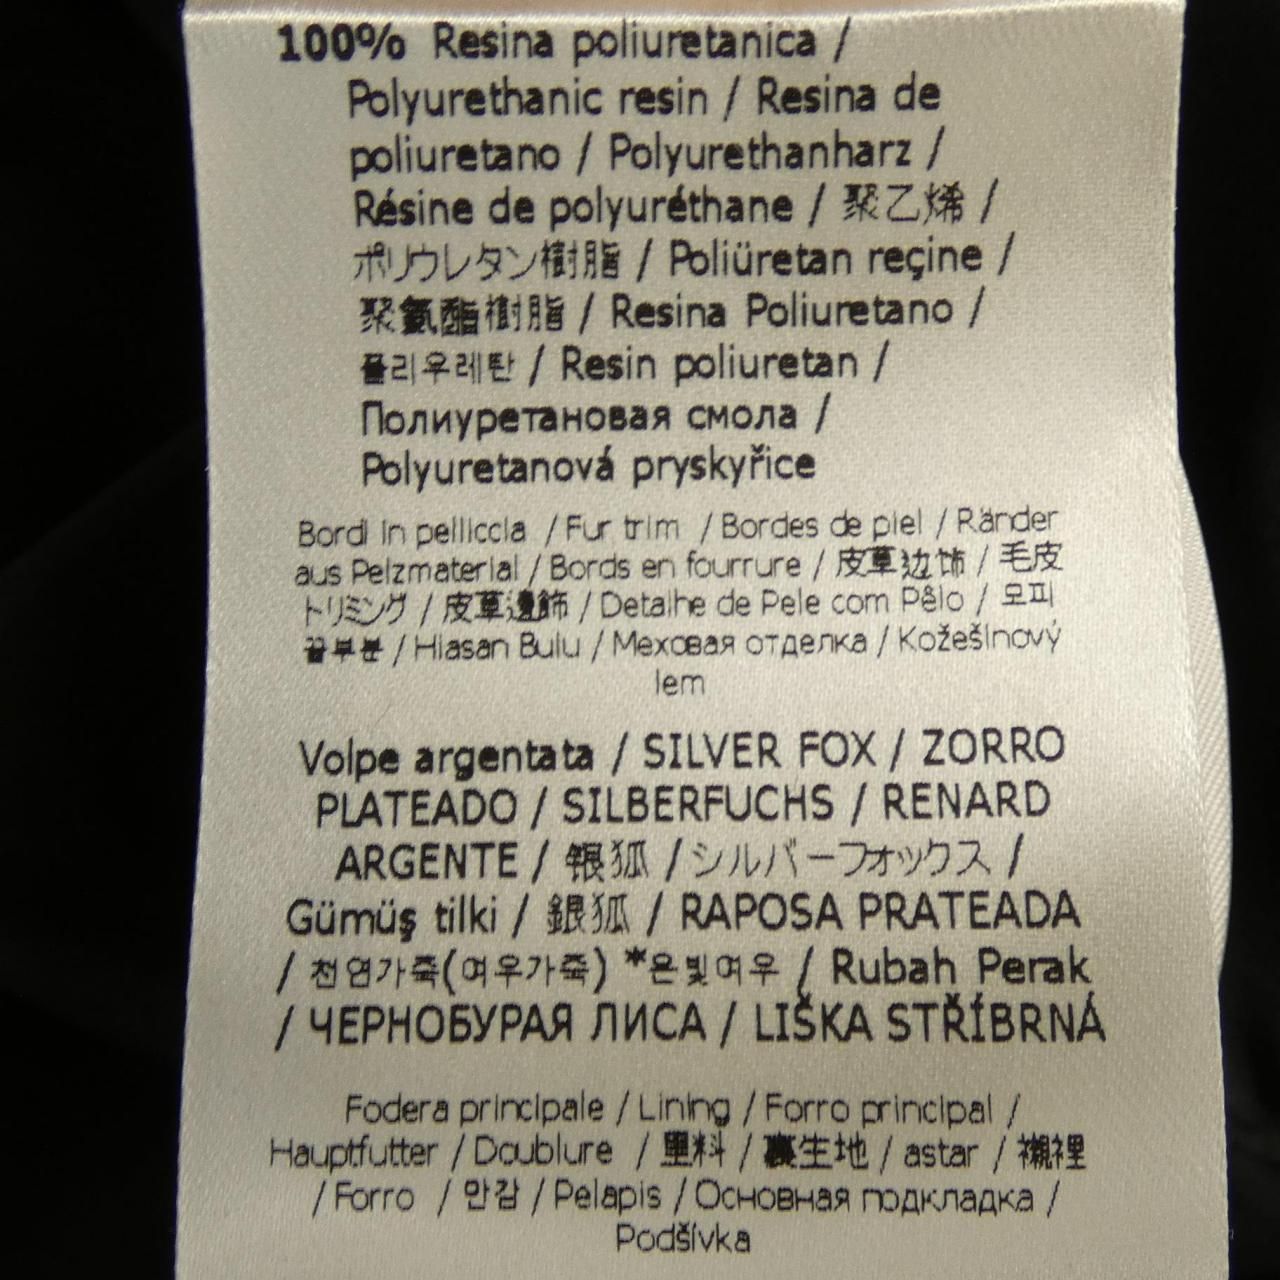 100% Resina poliuretanica /
Polyurethanic resin / Resina de
poliuretano / Polyurethanharz /
Résine de polyuréthane / 聚乙烯 /
ポリウレタン樹脂 / Poliüretan reçine /
聚氨酯樹脂 / Resina Poliuretano /
폴리우레탄 / Resin poliuretan /
Полиуретановая смола /
Polyuretanová pryskyřice
Bordi in pelliccia / Fur trim / Bordes de piel / Ränder
aus Pelzmaterial / Bords en fourrure / 皮草边饰 / 毛皮
トリミング / 皮草邊飾 / Detalhe de Pele com Pêlo / 모피
끝부분 / Hiasan Bulu / Меховая отделка / Kožešinový
lem
Volpe argentata / SILVER FOX / ZORRO
PLATEADO / SILBERFUCHS / RENARD
ARGENTE / 银狐 / シルバーフォックス /
Gümüş tilki / 銀狐 / RAPOSA PRATEADA
/ 천연가죽(여우가죽) *은빛여우 / Rubah Perak
/ ЧЕРНОБУРАЯ ЛИСА / LIŠKA STŘÍBRNÁ
Fodera principale / Lining / Forro principal /
Hauptfutter / Doublure / 里料 / 裏生地 / astar / 襯裡
/ Forro / 안감 / Pelapis / Основная подкладка /
Podšívka